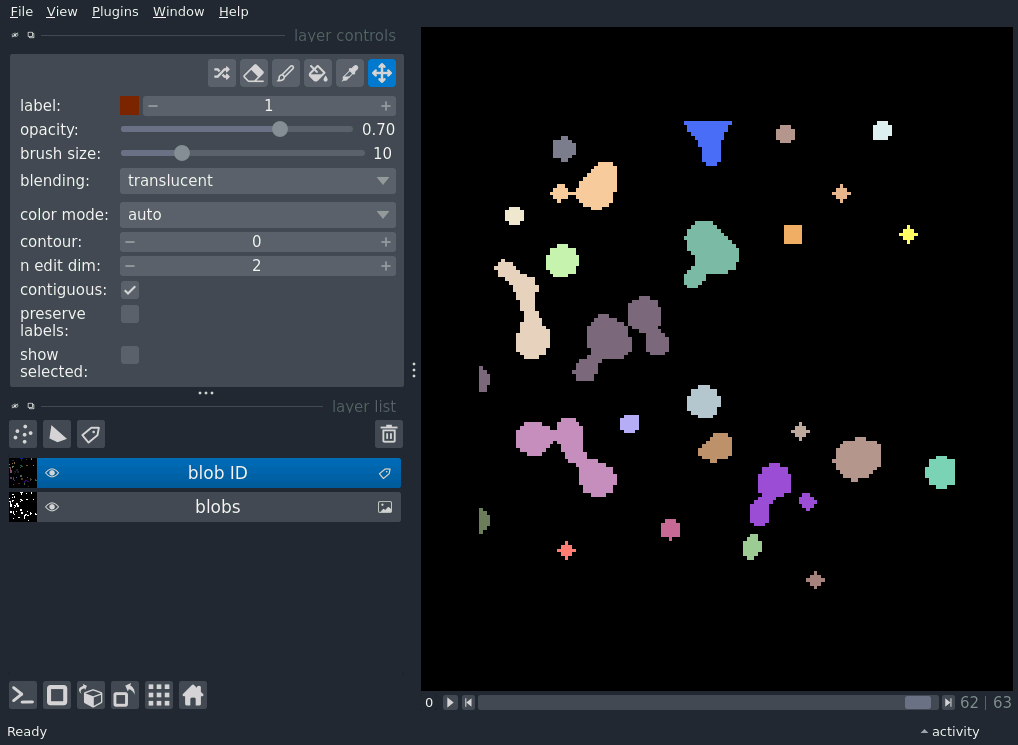 File View Plugins Window Help
layer controls
label: 1
opacity: 0.70
brush size: 10
blending: translucent
color mode: auto
contour: 0
n edit dim: 2
contiguous:
preserve
labels:
show
selected:
layer list
blob ID
blobs
0 62 | 63
Ready activity